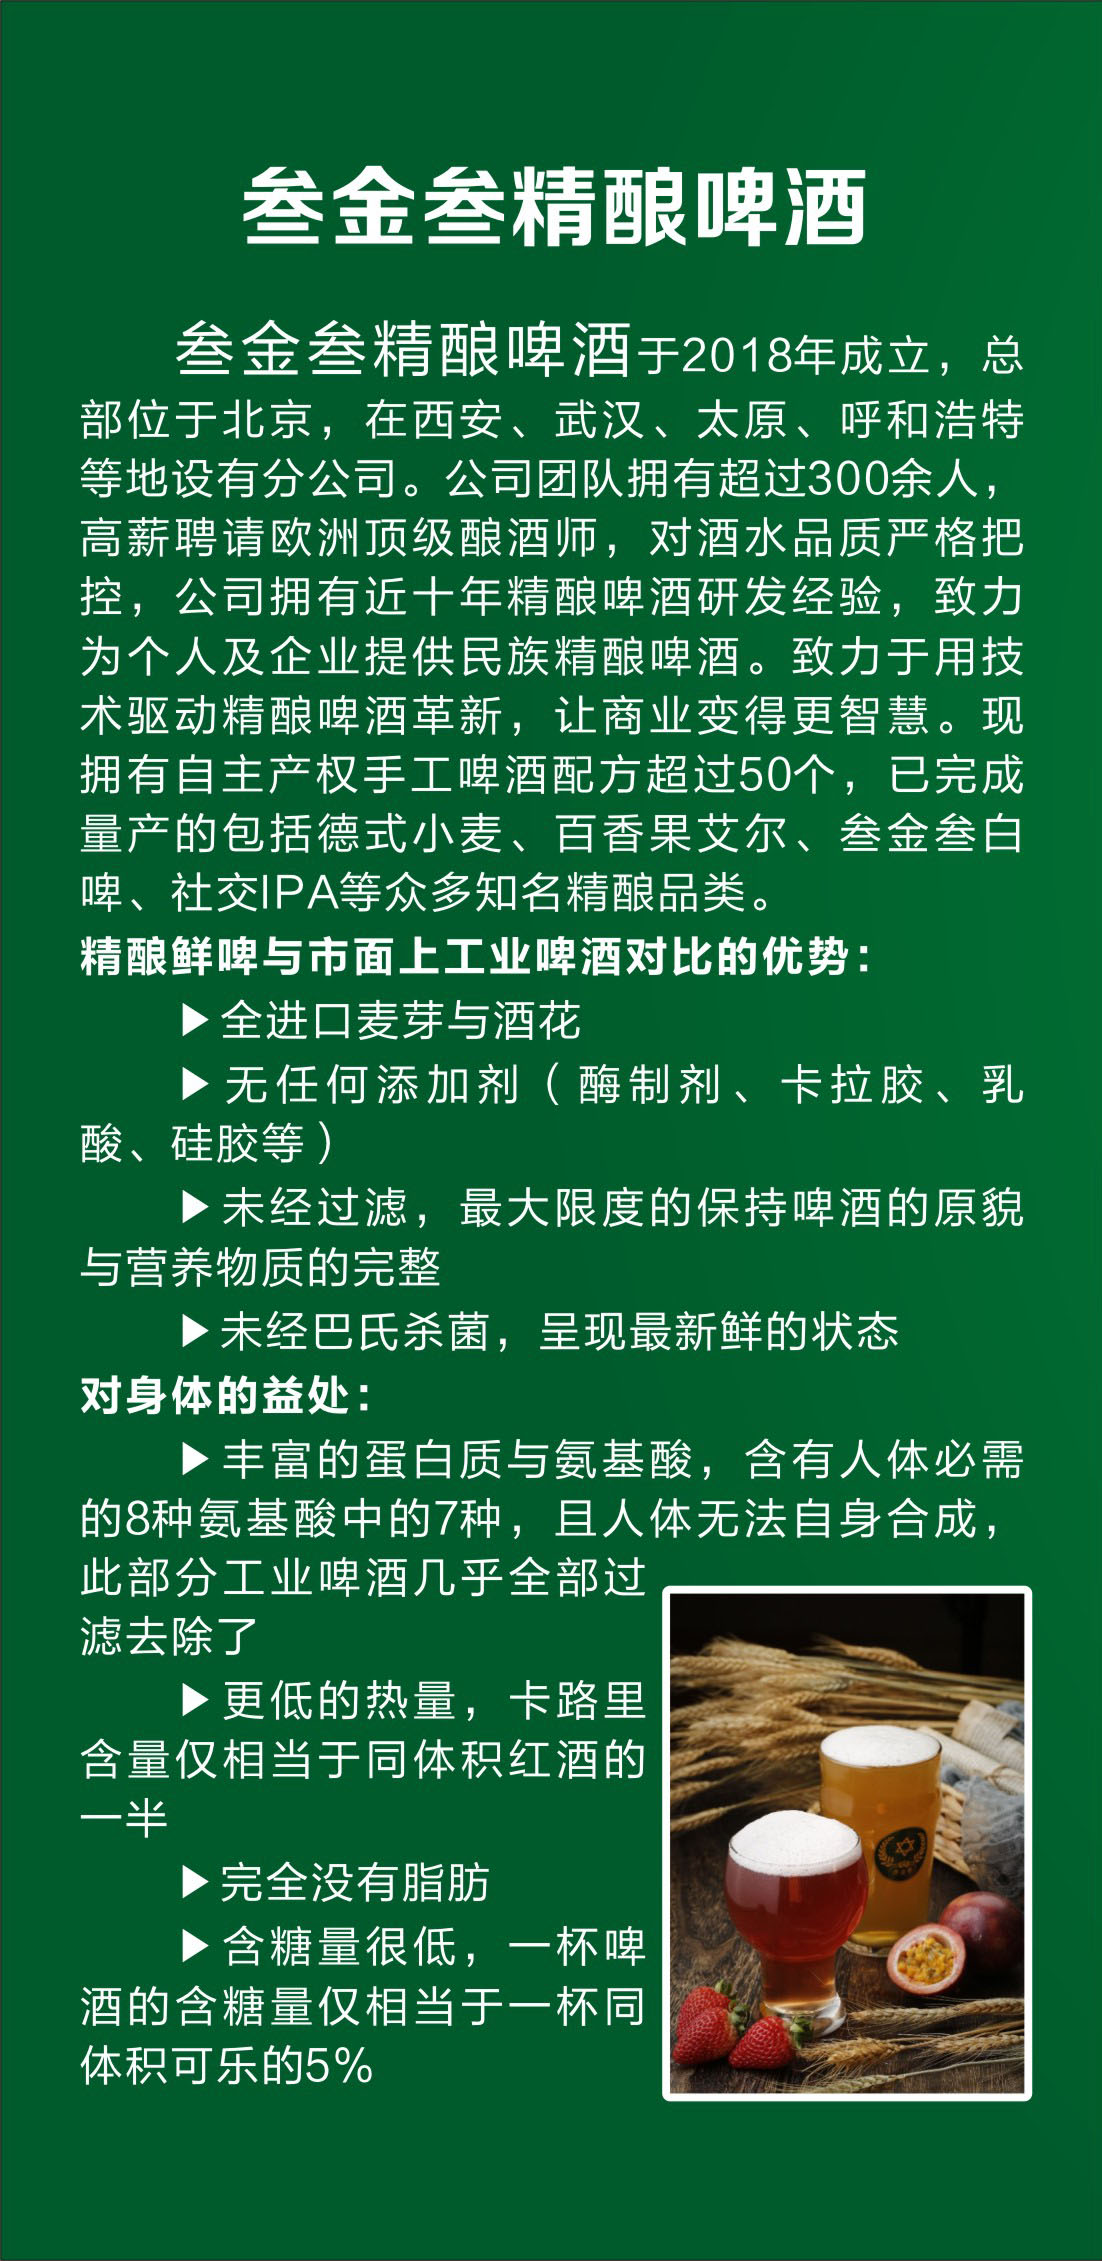 叁金叁精酿啤酒
叁金叁精酿啤酒于2018年成立，总
部位于北京，在西安、武汉、太原、呼和浩特
等地设有分公司。公司团队拥有超过300余人，
高薪聘请欧洲顶级酿酒师，对酒水品质严格把
控，公司拥有近十年精酿啤酒研发经验，致力
为个人及企业提供民族精酿啤酒。致力于用技
术驱动精酿啤酒革新，让商业变得更智慧。现
拥有自主产权手工啤酒配方超过50个，已完成
量产的包括德式小麦、百香果艾尔、叁金叁白
啤、社交IPA等众多知名精酿品类。
精酿鲜啤与市面上工业啤酒对比的优势：
▶全进口麦芽与酒花
▶无任何添加剂（酶制剂、卡拉胶、乳
酸、硅胶等）
▶未经过滤，最大限度的保持啤酒的原貌
与营养物质的完整
▶未经巴氏杀菌，呈现最新鲜的状态
对身体的益处：
▶丰富的蛋白质与氨基酸，含有人体必需
的8种氨基酸中的7种，且人体无法自身合成，
此部分工业啤酒几乎全部过
滤去除了
▶更低的热量，卡路里
含量仅相当于同体积红酒的
一半
▶完全没有脂肪
▶含糖量很低，一杯啤
酒的含糖量仅相当于一杯同
体积可乐的5%